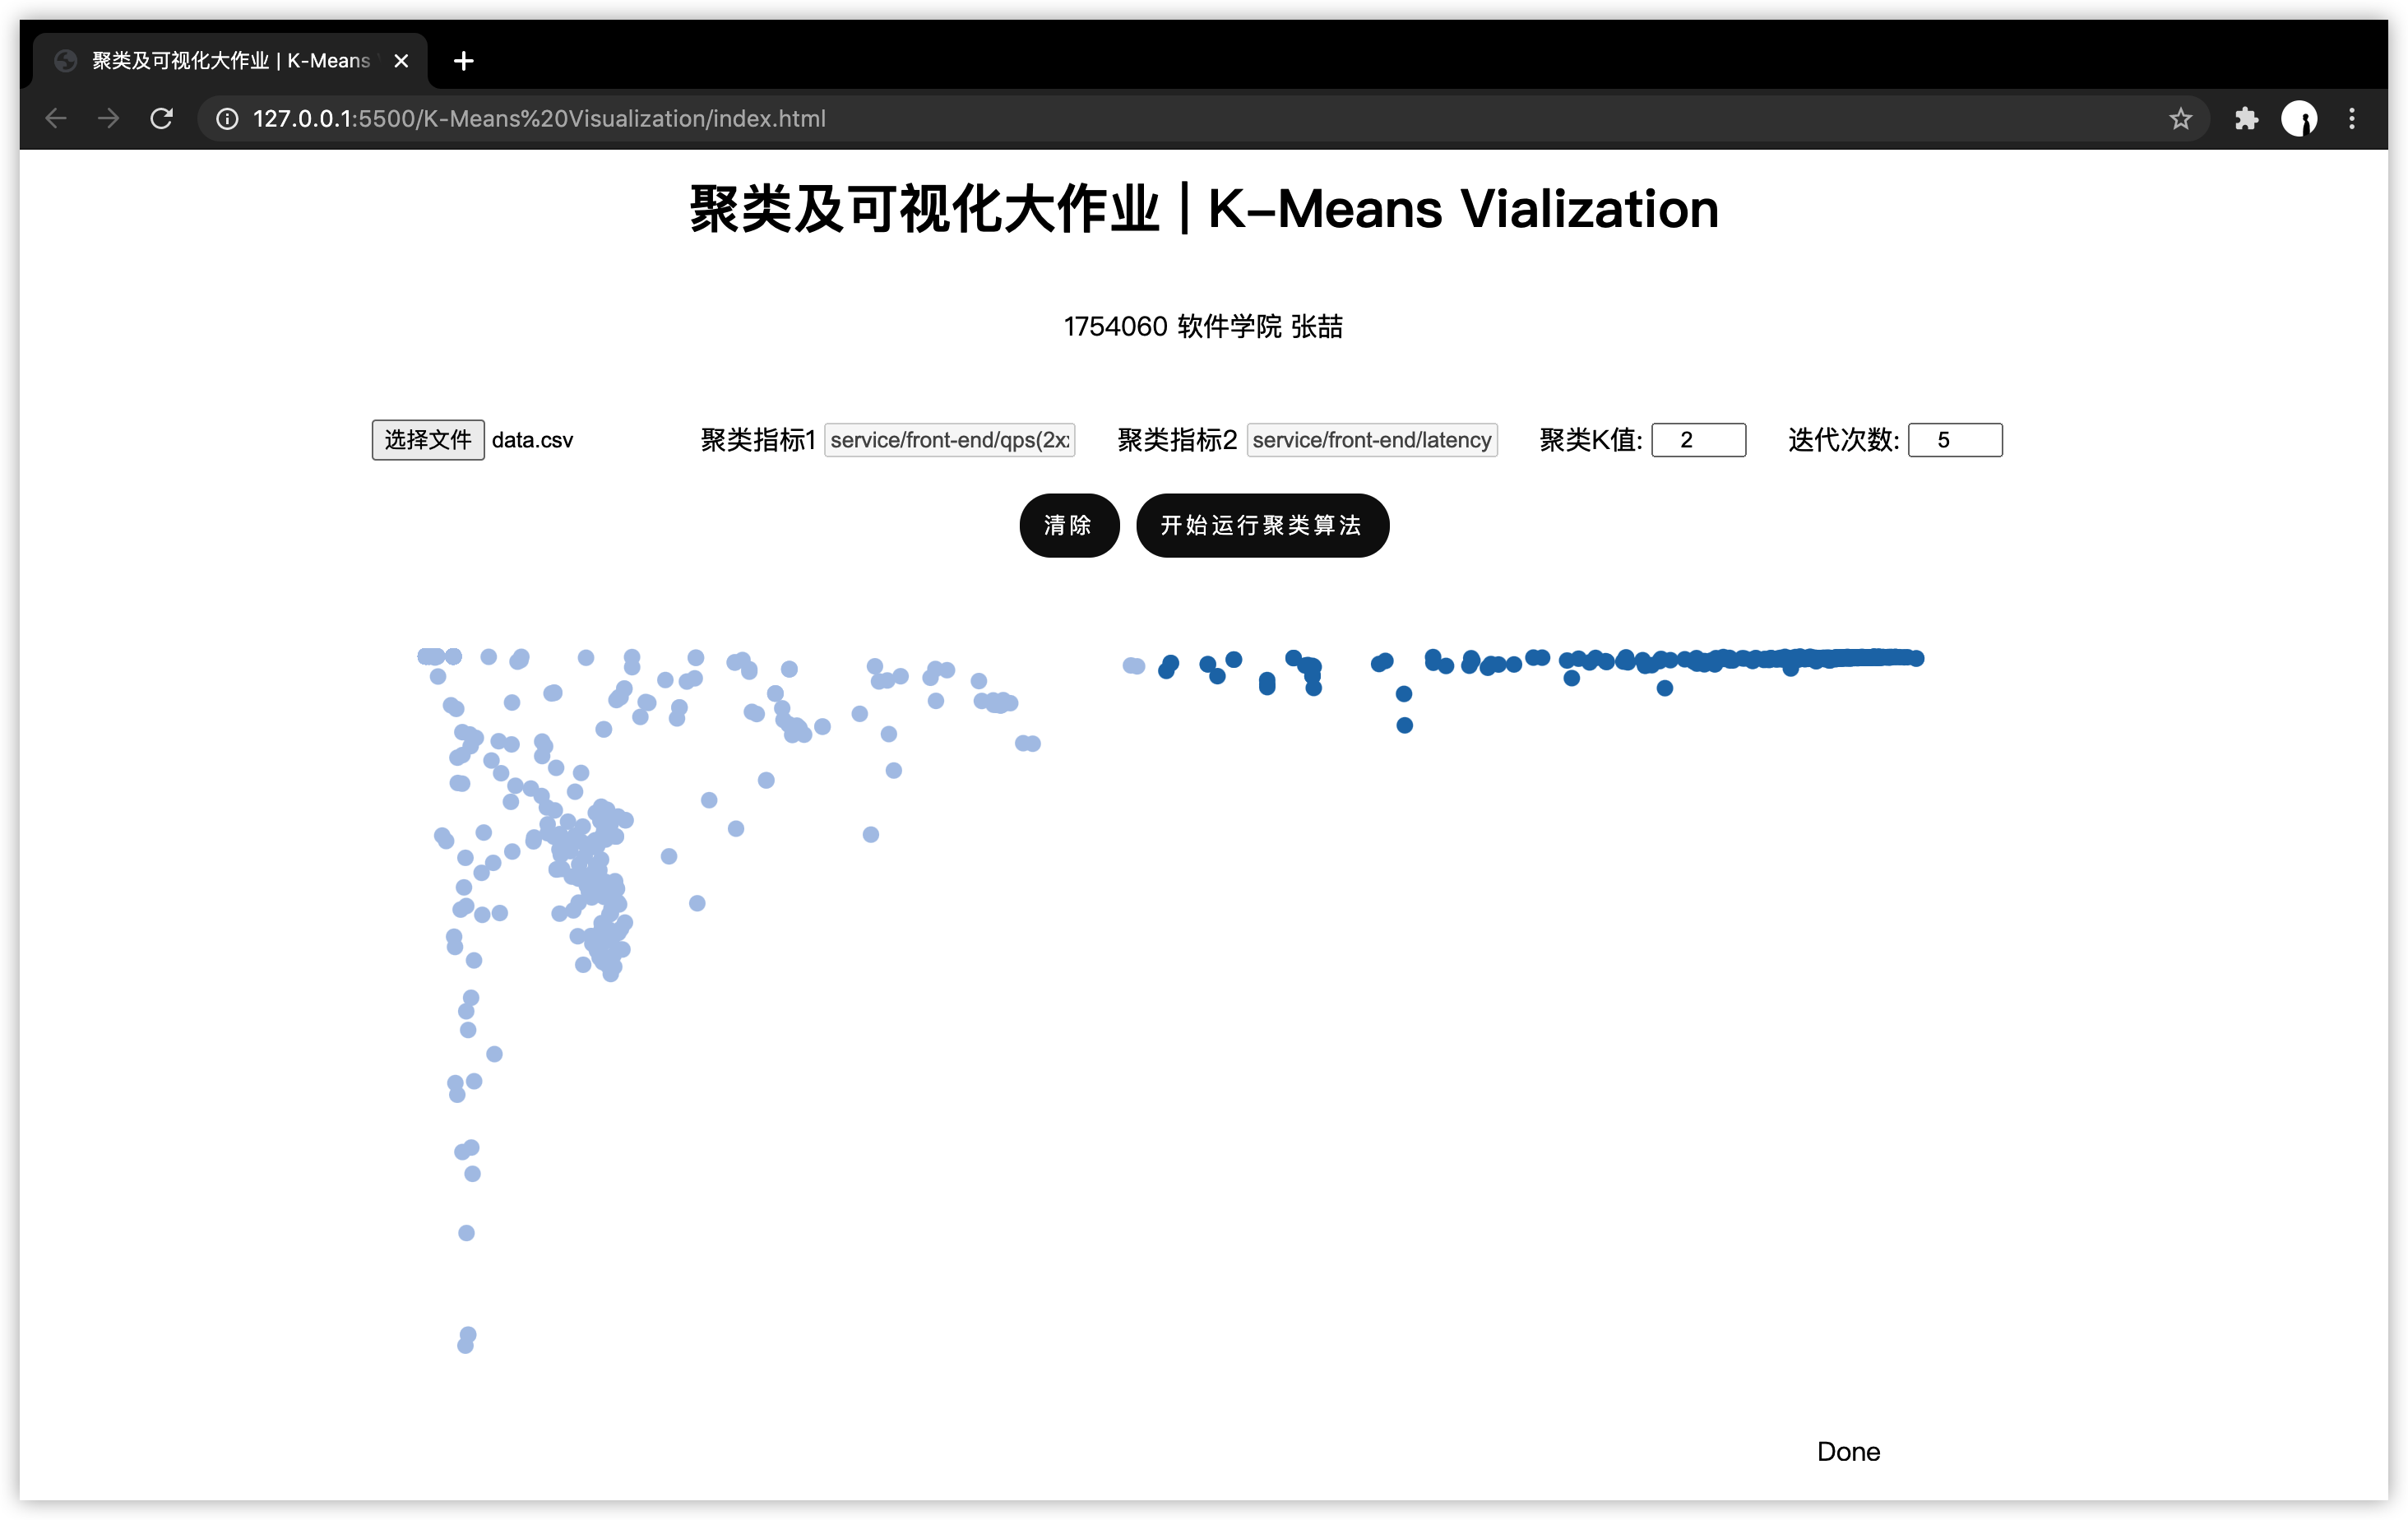 聚类及可视化大作业 | K-Means
127.0.0.1:5500/K-Means%20Visualization/index.html
聚类及可视化大作业 | K-Means Vialization
1754060 软件学院 张喆
选择文件 data.csv 聚类指标1 service/front-end/qps(2xx 聚类指标2 service/front-end/latency 聚类K值: 2 迭代次数: 5
清除 开始运行聚类算法
Done